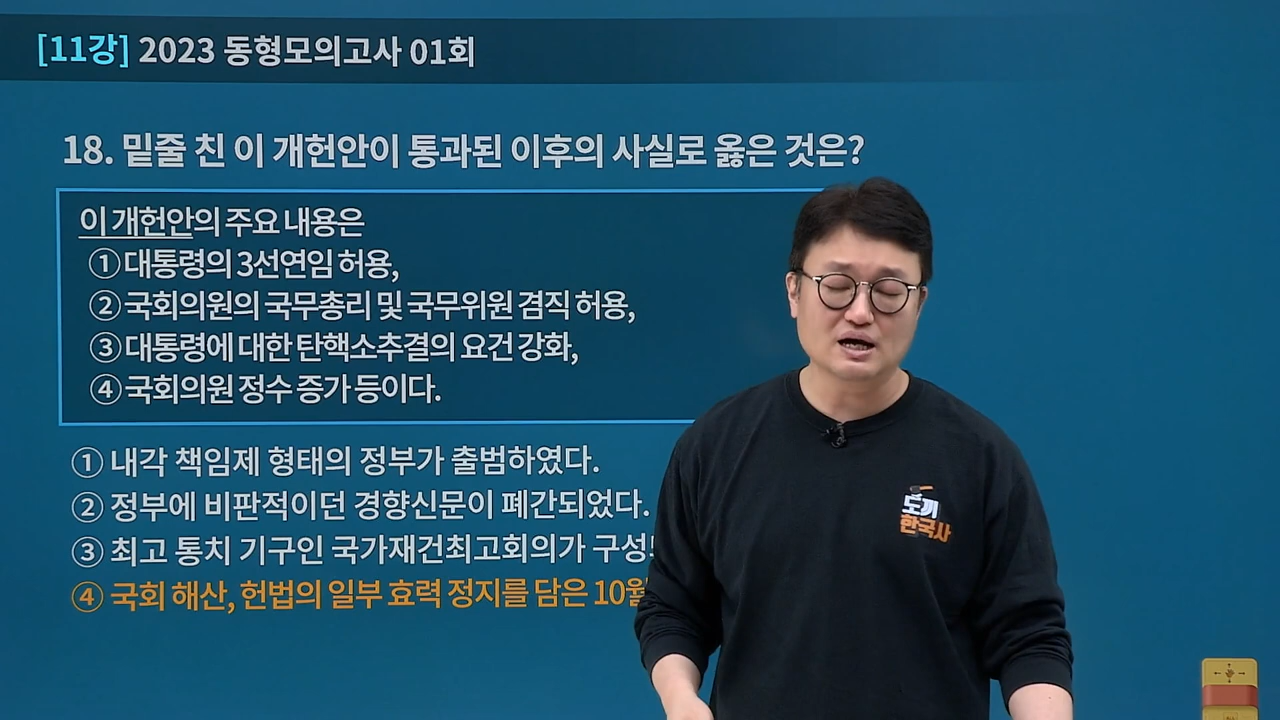 [11강] 2023 동형모의고사 01회
18. 밑줄 친 이 개헌안이 통과된 이후의 사실로 옳은 것은?
이 개헌안의 주요 내용은
① 대통령의 3선연임 허용,
② 국회의원의 국무총리 및 국무위원 겸직 허용,
③ 대통령에 대한 탄핵소추결의 요건 강화,
④ 국회의원 정수 증가 등이다.
① 내각 책임제 형태의 정부가 출범하였다.
② 정부에 비판적이던 경향신문이 폐간되었다.
③ 최고 통치 기구인 국가재건최고회의가 구성
④ 국회 해산, 헌법의 일부 효력 정지를 담은 10월
도끼
한국사